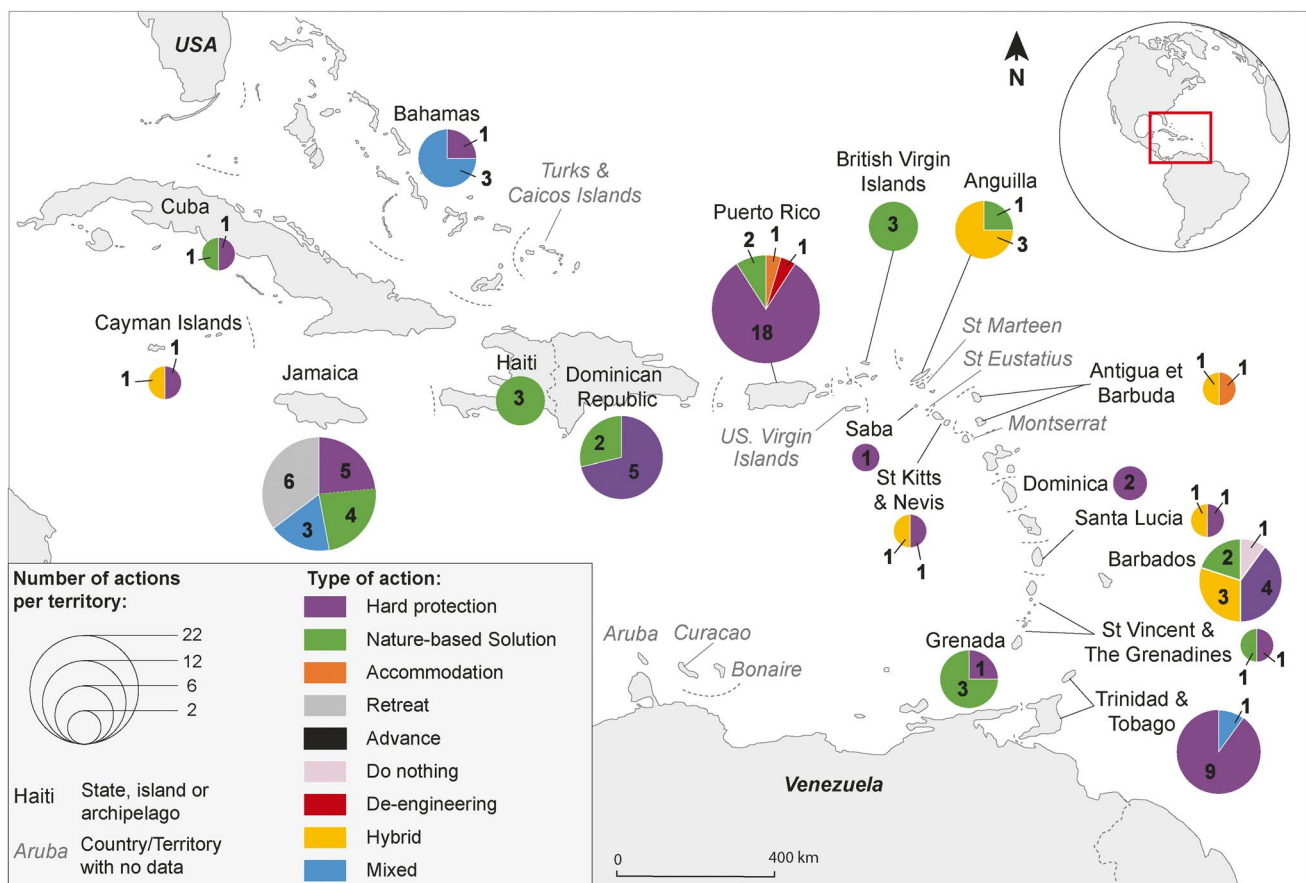 USA
N
Bahamas
1
3
Turks &
Caicos Islands
British Virgin
Islands
3
Anguilla
1
3
Puerto Rico
2
1
1
18
Cuba
1
1
Cayman Islands
1
1
Jamaica
6
5
3
4
Haiti
3
Dominican
Republic
2
5
US. Virgin
Islands
St Marteen
St Eustatius
Saba
1
St Kitts
& Nevis
1
1
Antigua et
Barbuda
1
1
Montserrat
Dominica
2
Santa Lucia
1
1
Barbados
2
1
3
4
St Vincent &
The Grenadines
1
1
Grenada
1
3
Trinidad &
Tobago
1
9
Aruba
Curacao
Bonaire
Venezuela
0
400 km
Number of actions
per territory:
22
12
6
2
Haiti
State, island or
archipelago
Aruba
Country/Territory
with no data
Type of action:
Hard protection
Nature-based Solution
Accommodation
Retreat
Advance
Do nothing
De-engineering
Hybrid
Mixed